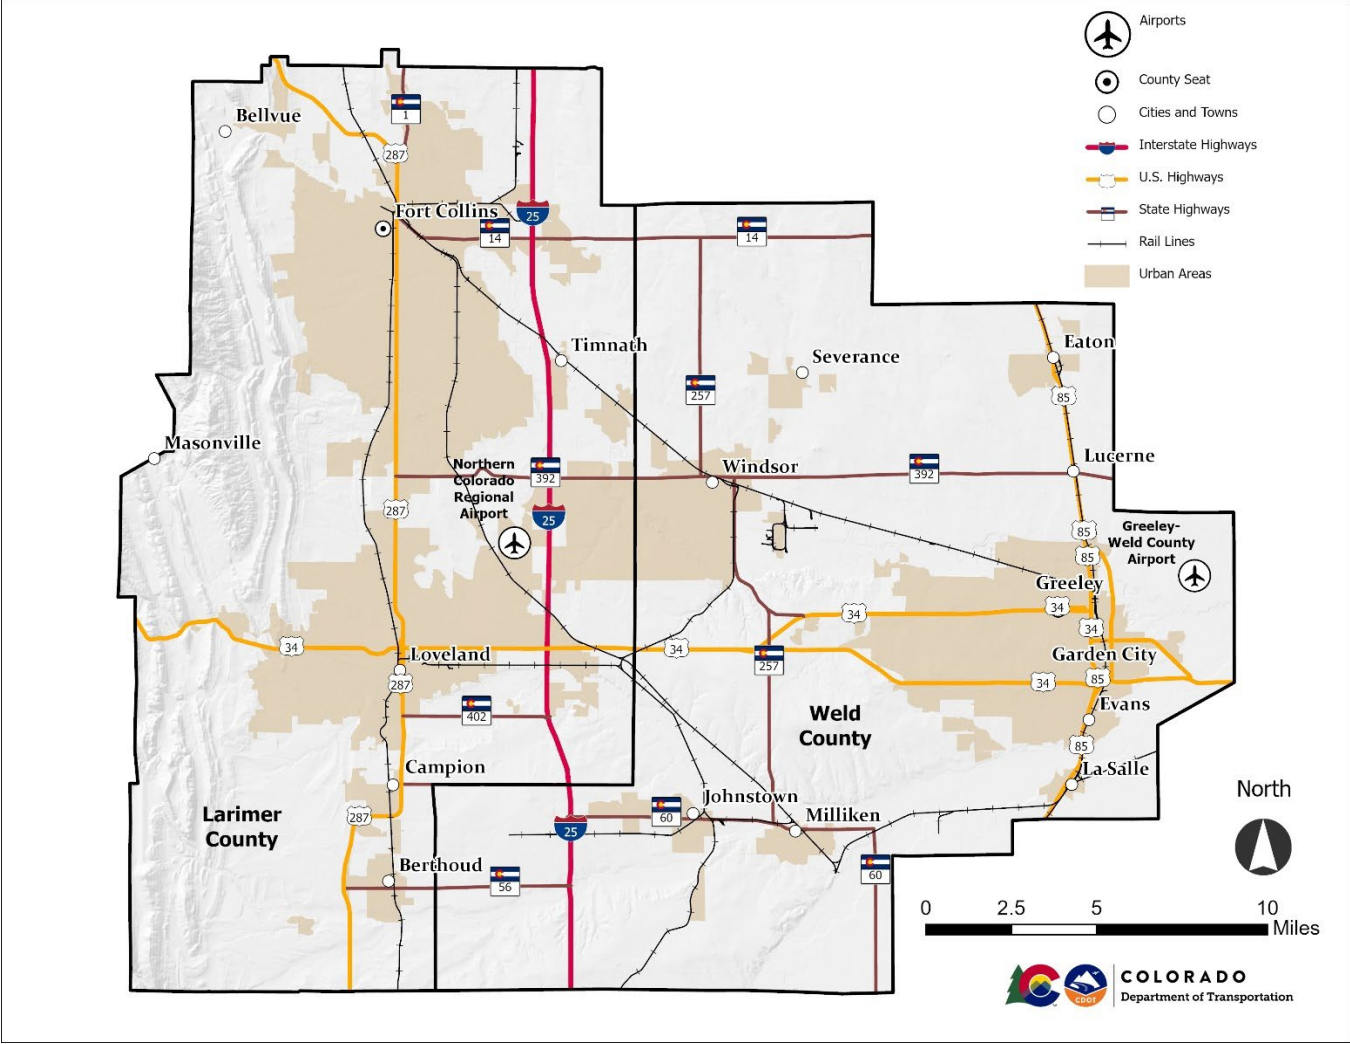 Airports
County Seat
Cities and Towns
Interstate Highways
U.S. Highways
State Highways
Rail Lines
Urban Areas
Bellvue
1
287
Fort Collins
25
14
14
Timnath
Severance
Eaton
257
85
Masonville
Northern
Colorado
Regional
Airport
392
Windsor
392
Lucerne
287
25
85
85
Greeley-
Weld County
Airport
Greeley
34
34
34
34
Loveland
34
257
Garden City
287
34
85
402
Weld
County
Evans
85
Campion
La Salle
Larimer
County
287
25
60
Johnstown
Milliken
Berthoud
56
60
North
0
2.5
5
10
Miles
CDOT
COLORADO
Department of Transportation